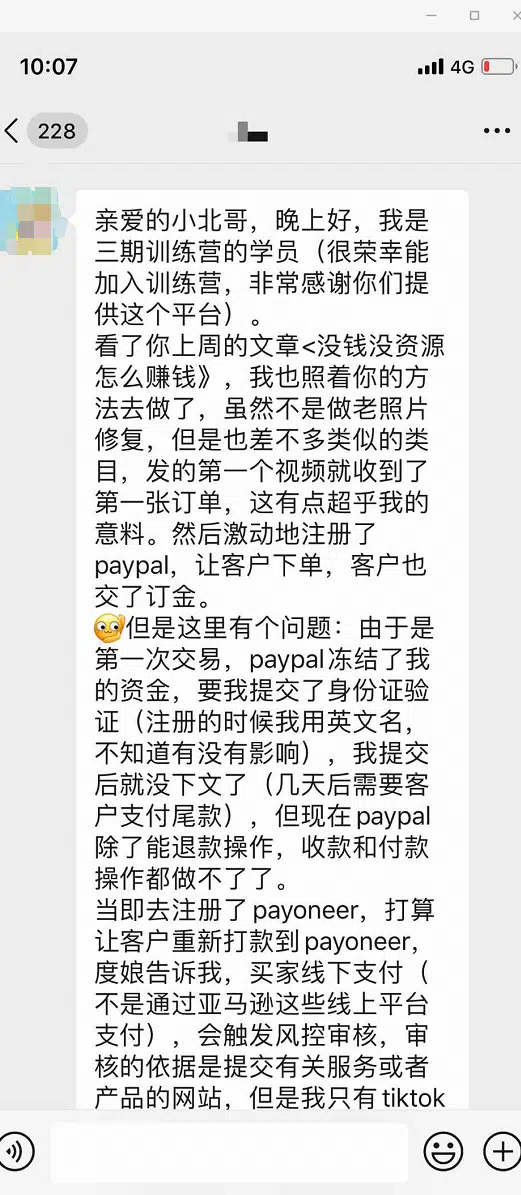 10:07
4G
228
亲爱的小北哥，晚上好，我是
三期训练营的学员（很荣幸能
加入训练营，非常感谢你们提
供这个平台）。
看了你上周的文章<没钱没资源
怎么赚钱》，我也照着你的方
法去做了，虽然不是做老照片
修复，但是也差不多类似的类
目，发的第一个视频就收到了
第一张订单，这有点超乎我的
意料。然后激动地注册了
paypal，让客户下单，客户也
交了订金。
但是这里有个问题：由于是
第一次交易，paypal冻结了我
的资金，要我提交了身份证验
证（注册的时候我用英文名，
不知道有没有影响），我提交
后就没下文了（几天后需要客
户支付尾款），但现在paypal
除了能退款操作，收款和付款
操作都做不了了。
当即去注册了payoneer，打算
让客户重新打款到payoneer，
度娘告诉我，买家线下支付（
不是通过亚马逊这些线上平台
支付），会触发风控审核，审
核的依据是提交有关服务或者
产品的网站，但是我只有tiktok